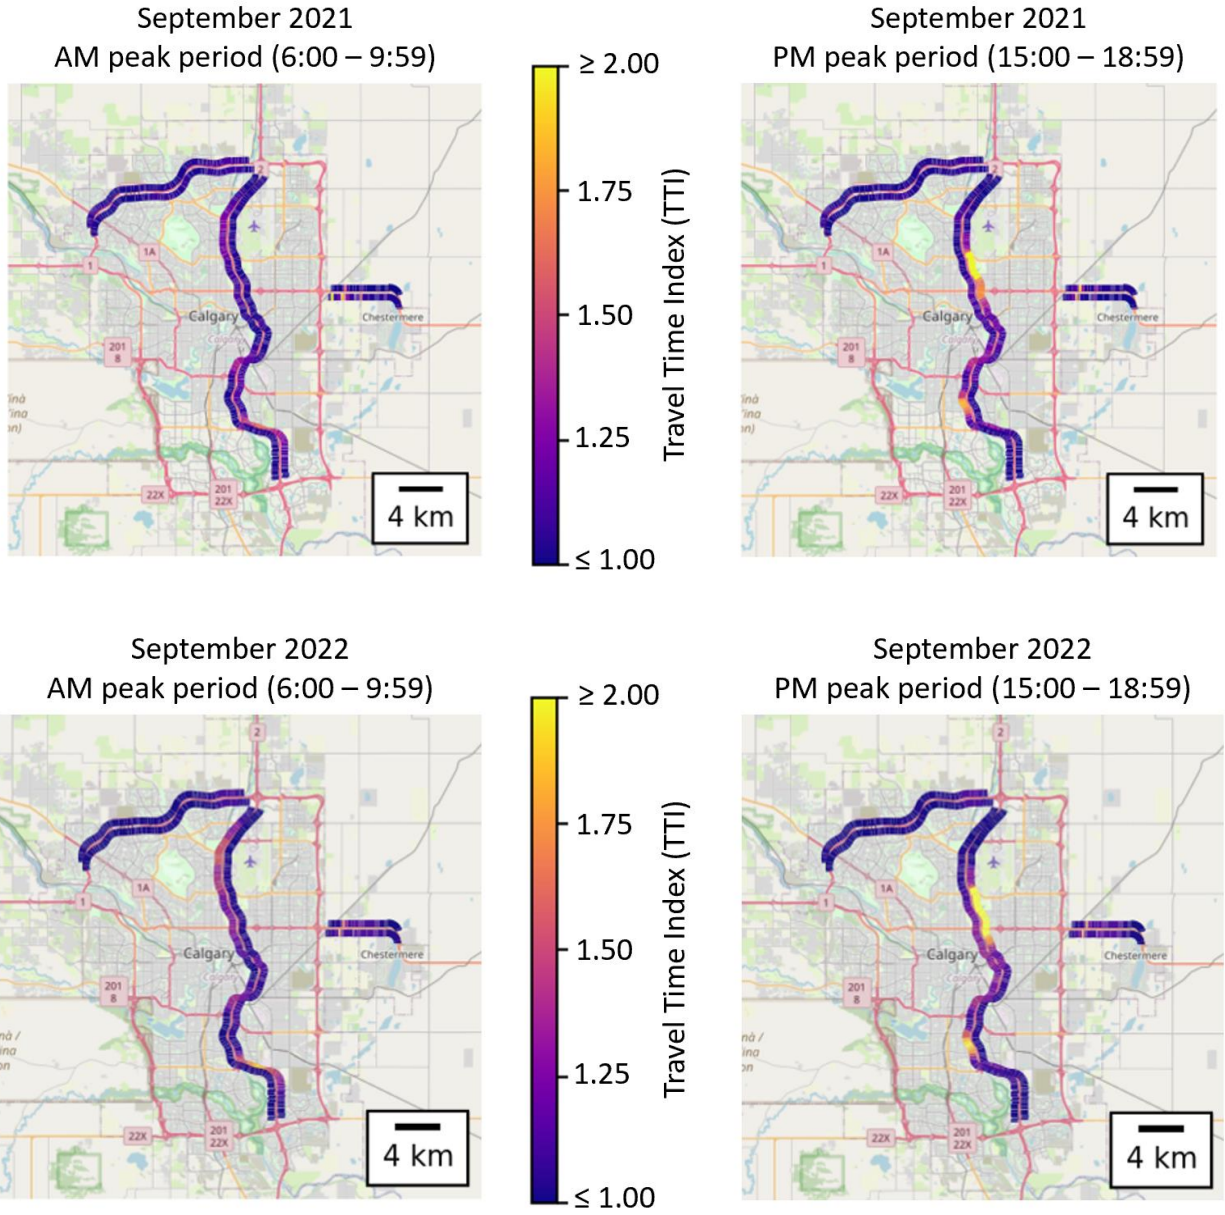 September 2021
AM peak period (6:00 – 9:59)
September 2021
PM peak period (15:00 – 18:59)
≥ 2.00
1.75
1.50
1.25
≤ 1.00
Travel Time Index (TTI)
2
1A
1
Calgary
Calgary
Chestermere
201
8
22X
201
22X
4 km
2
1A
1
Calgary
Chestermere
201
8
22X
201
22X
4 km
September 2022
AM peak period (6:00 – 9:59)
September 2022
PM peak period (15:00 – 18:59)
≥ 2.00
1.75
1.50
1.25
≤ 1.00
Travel Time Index (TTI)
2
1A
1
Calgary
Chestermere
201
8
22X
201
22X
4 km
2
1A
1
Calgary
Chestermere
201
8
22X
201
22X
4 km